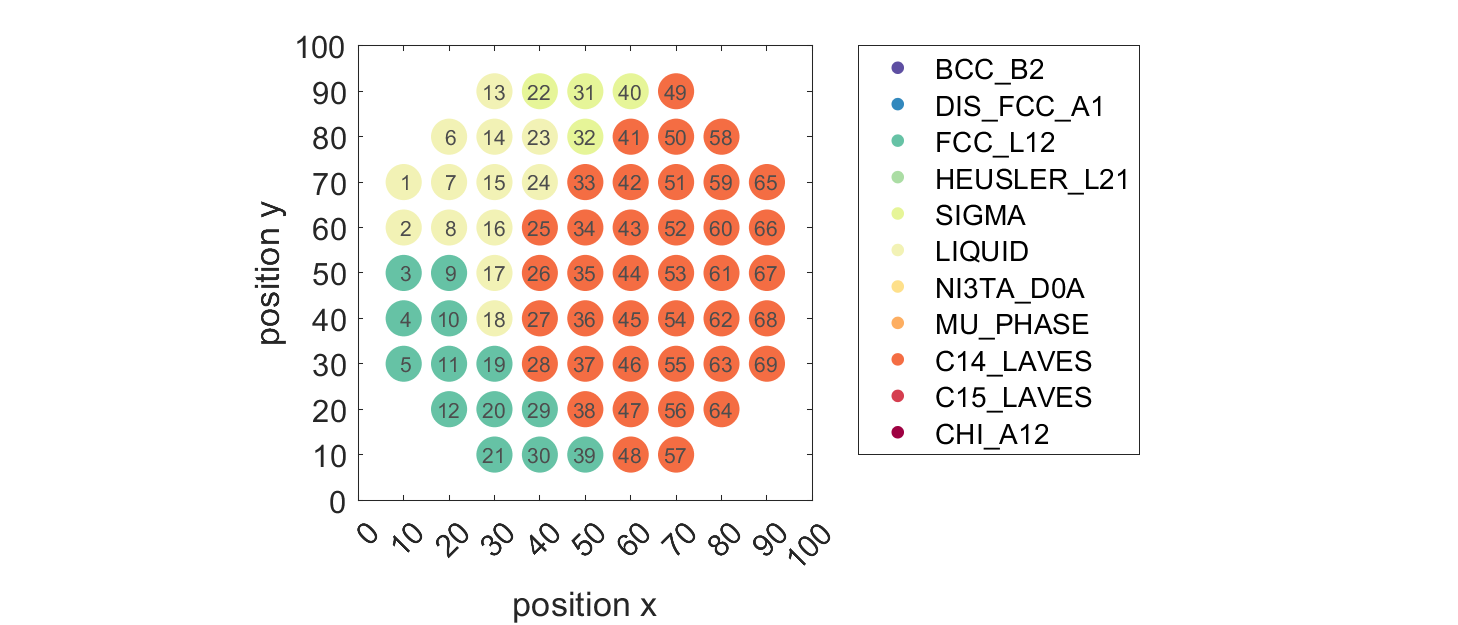 100
90 13 22 31 40 49
80 6 14 23 32 41 50 58
70 1 7 15 24 33 42 51 59 65
60 2 8 16 25 34 43 52 60 66
50 3 9 17 26 35 44 53 61 67
40 4 10 18 27 36 45 54 62 68
30 5 11 19 28 37 46 55 63 69
20 12 20 29 38 47 56 64
10 21 30 39 48 57
0
position y
0 10 20 30 40 50 60 70 80 90 100
position x
BCC_B2
DIS_FCC_A1
FCC_L12
HEUSLER_L21
SIGMA
LIQUID
NI3TA_D0A
MU_PHASE
C14_LAVES
C15_LAVES
CHI_A12